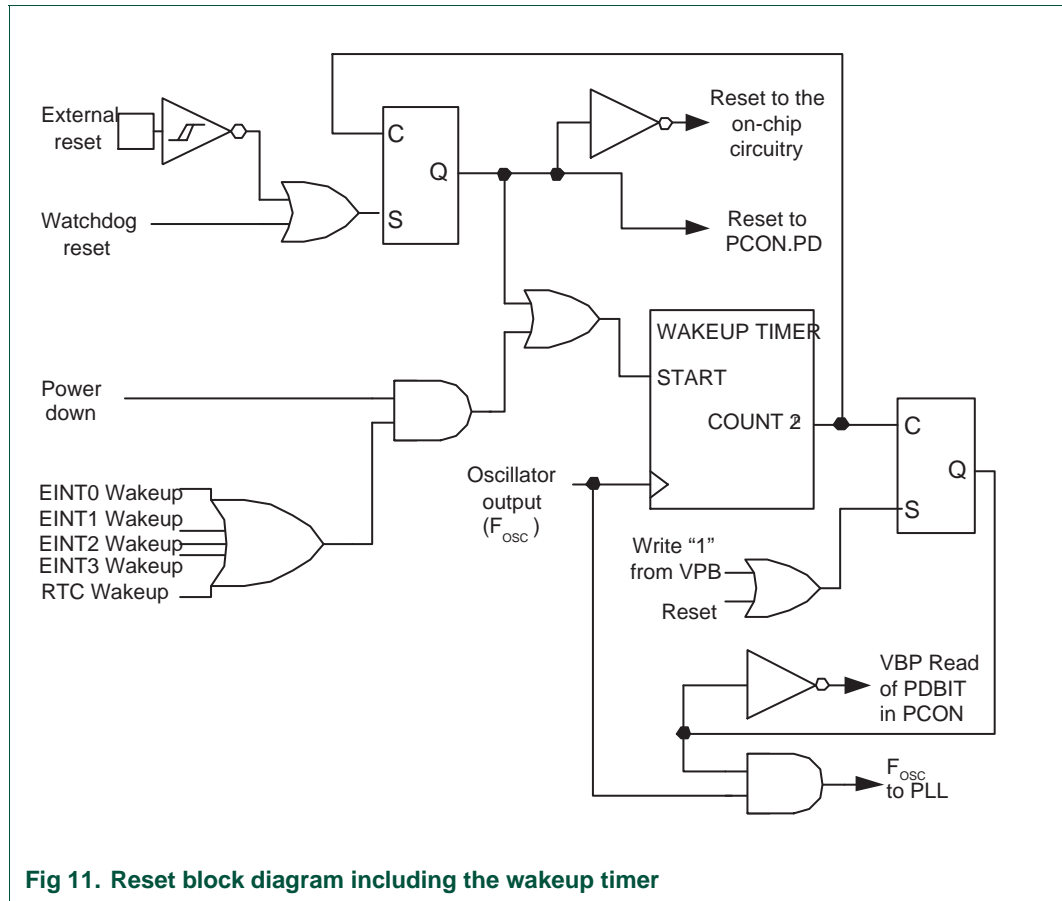 External
reset
Watchdog
reset
C
Q
S
Reset to the
on-chip
circuitry
Reset to
PCON.PD
Power
down
WAKEUP TIMER
START
COUNT 2
Oscillator
output
(F_OSC)
EINT0 Wakeup
EINT1 Wakeup
EINT2 Wakeup
EINT3 Wakeup
RTC Wakeup
C
Q
S
Write “1”
from VPB
Reset
VBP Read
of PDBIT
in PCON
F_OSC
to PLL
Fig 11. Reset block diagram including the wakeup timer